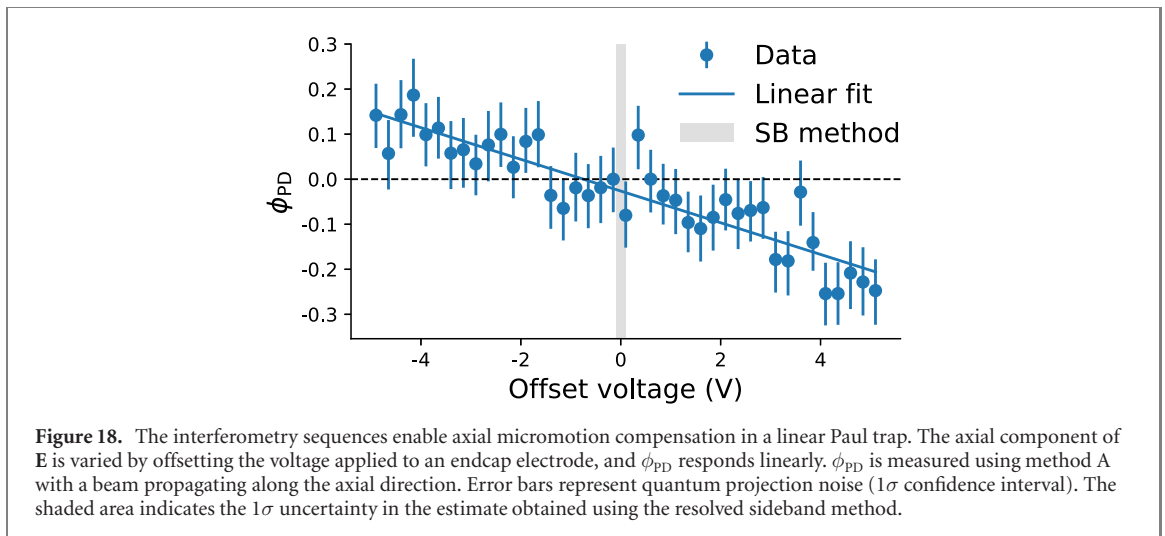 0.3
0.2
0.1
0.0
-0.1
-0.2
-0.3
ϕPD
Data
Linear fit
SB method
-4 -2 0 2 4
Offset voltage (V)
Figure 18. The interferometry sequences enable axial micromotion compensation in a linear Paul trap. The axial component of
E is varied by offsetting the voltage applied to an endcap electrode, and ϕPD responds linearly. ϕPD is measured using method A
with a beam propagating along the axial direction. Error bars represent quantum projection noise (1σ confidence interval). The
shaded area indicates the 1σ uncertainty in the estimate obtained using the resolved sideband method.